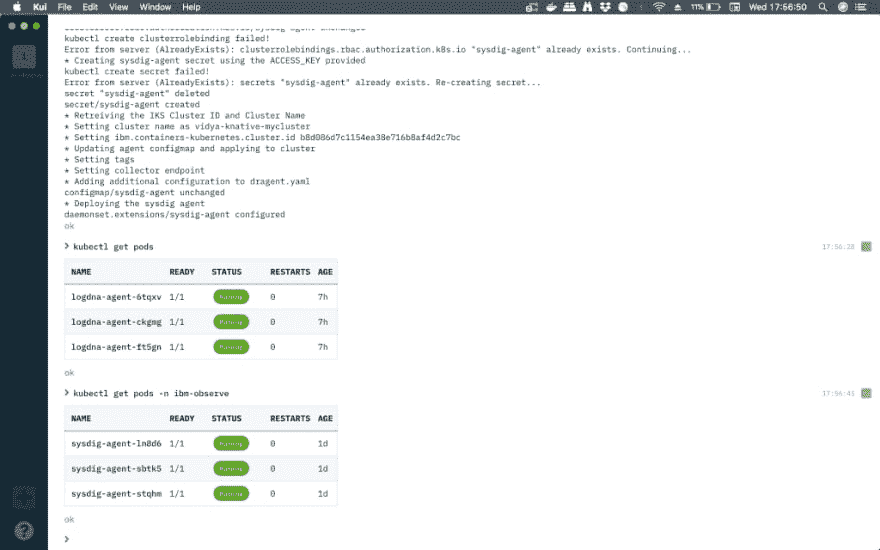 Kui File Edit View Window Help 11% Wed 17:56:50
kubectl create clusterrolebinding failed!
Error from server (AlreadyExists): clusterrolebindings.rbac.authorization.k8s.io "sysdig-agent" already exists. Continuing...
* Creating sysdig-agent secret using the ACCESS_KEY provided
kubectl create secret failed!
Error from server (AlreadyExists): secrets "sysdig-agent" already exists. Re-creating secret...
secret "sysdig-agent" deleted
secret/sysdig-agent created
* Retreiving the IKS Cluster ID and Cluster Name
* Setting cluster name as vidya-knative-mycluster
* Setting ibm.containers-kubernetes.cluster.id b8d086d7c1154ea38e716b8af4d2c7bc
* Updating agent configmap and applying to cluster
* Setting tags
* Setting collector endpoint
* Adding additional configuration to dragent.yaml
configmap/sysdig-agent unchanged
* Deploying the sysdig agent
daemonset.extensions/sysdig-agent configured
ok
> kubectl get pods 17:56:28
NAME READY STATUS RESTARTS AGE
logdna-agent-6tqxv 1/1 Running 0 7h
logdna-agent-ckgmg 1/1 Running 0 7h
logdna-agent-ft5gn 1/1 Running 0 7h
ok
> kubectl get pods -n ibm-observe 17:56:45
NAME READY STATUS RESTARTS AGE
sysdig-agent-ln8d6 1/1 Running 0 1d
sysdig-agent-sbtk5 1/1 Running 0 1d
sysdig-agent-stqhm 1/1 Running 0 1d
ok
>